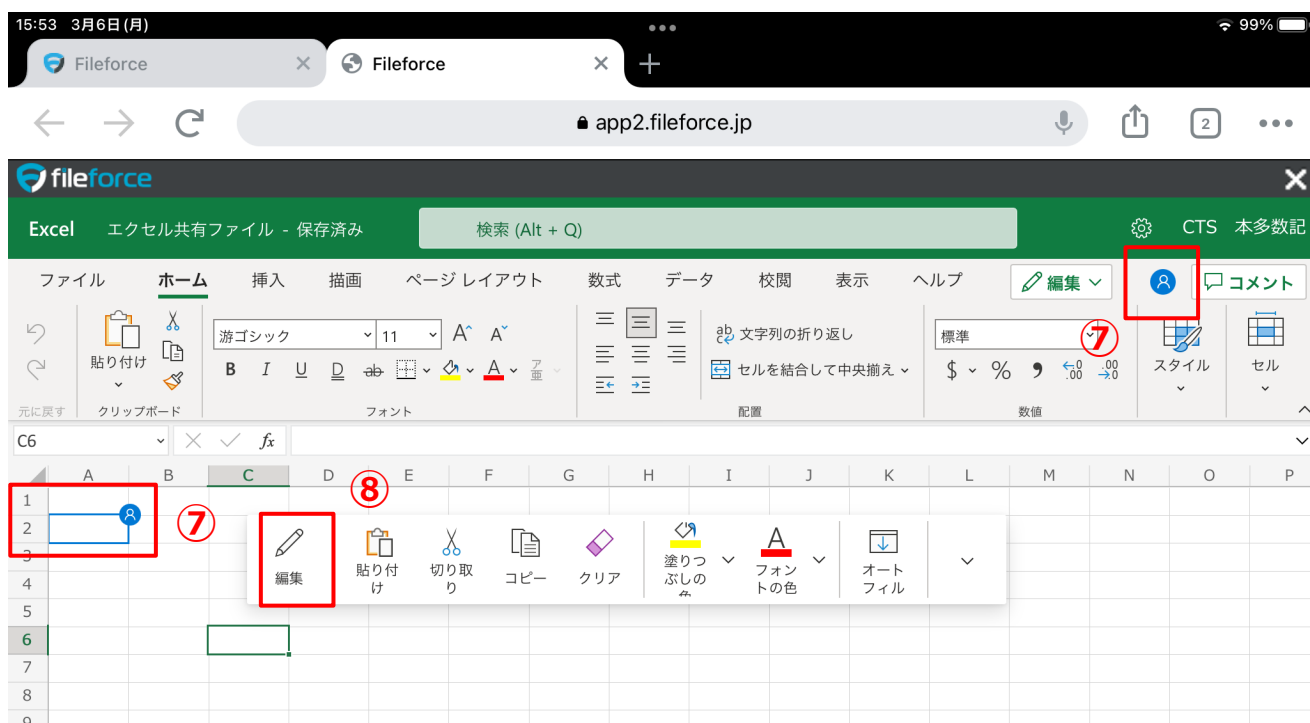 15:53 3月6日(月)
99%
Fileforce
Fileforce
app2.fileforce.jp
2
fileforce
Excel エクセル共有ファイル - 保存済み
検索 (Alt + Q)
CTS 本多数記
ファイル ホーム 挿入 描画 ページ レイアウト 数式 データ 校閲 表示 ヘルプ
編集
コメント
⑦
貼り付け
游ゴシック 11
A A
ab 文字列の折り返し
標準
スタイル
セル
B I U D ab A
セルを結合して中央揃え
$ % .00
元に戻す クリップボード フォント 配置 数値
C6 fx
A B C D E F G H I J K L M N O P
⑧
1
⑦
2
3
編集
貼り付け
切り取り
コピー
クリア
塗りつぶしの色
A
フォントの色
オートフィル
4
5
6
7
8
9